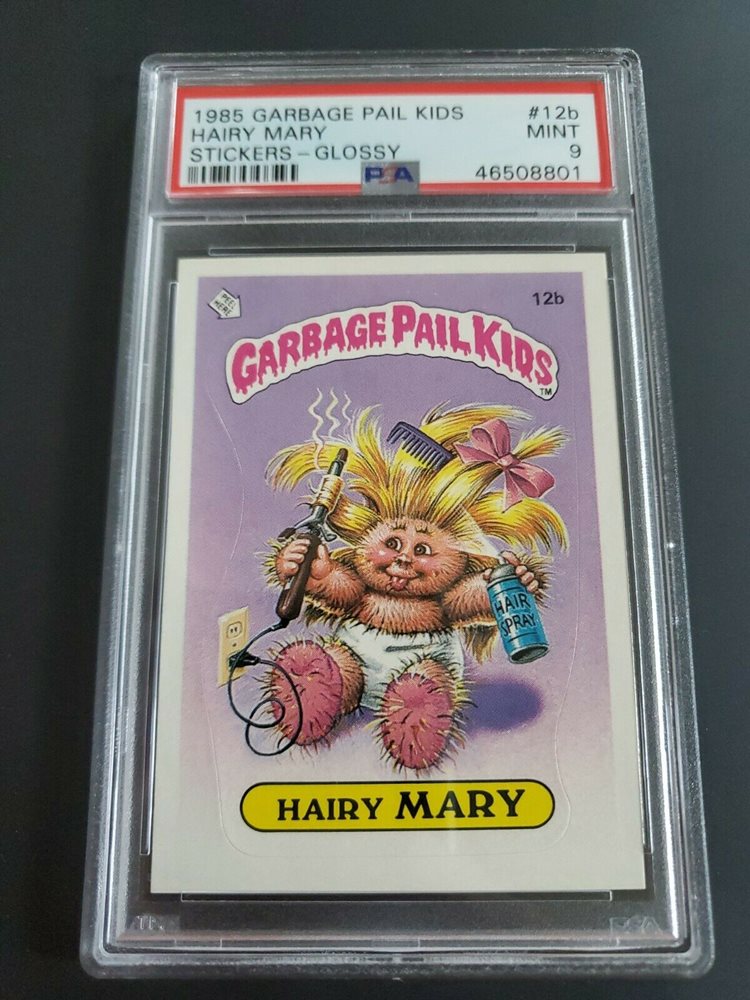 1985 GARBAGE PAIL KIDS #12b
HAIRY MARY MINT
STICKERS - GLOSSY 9
PSA 46508801
PEEL HERE
12b
GARBAGE PAIL KIDS
TM
HAIR
SPRAY
HAIRY MARY
PSA